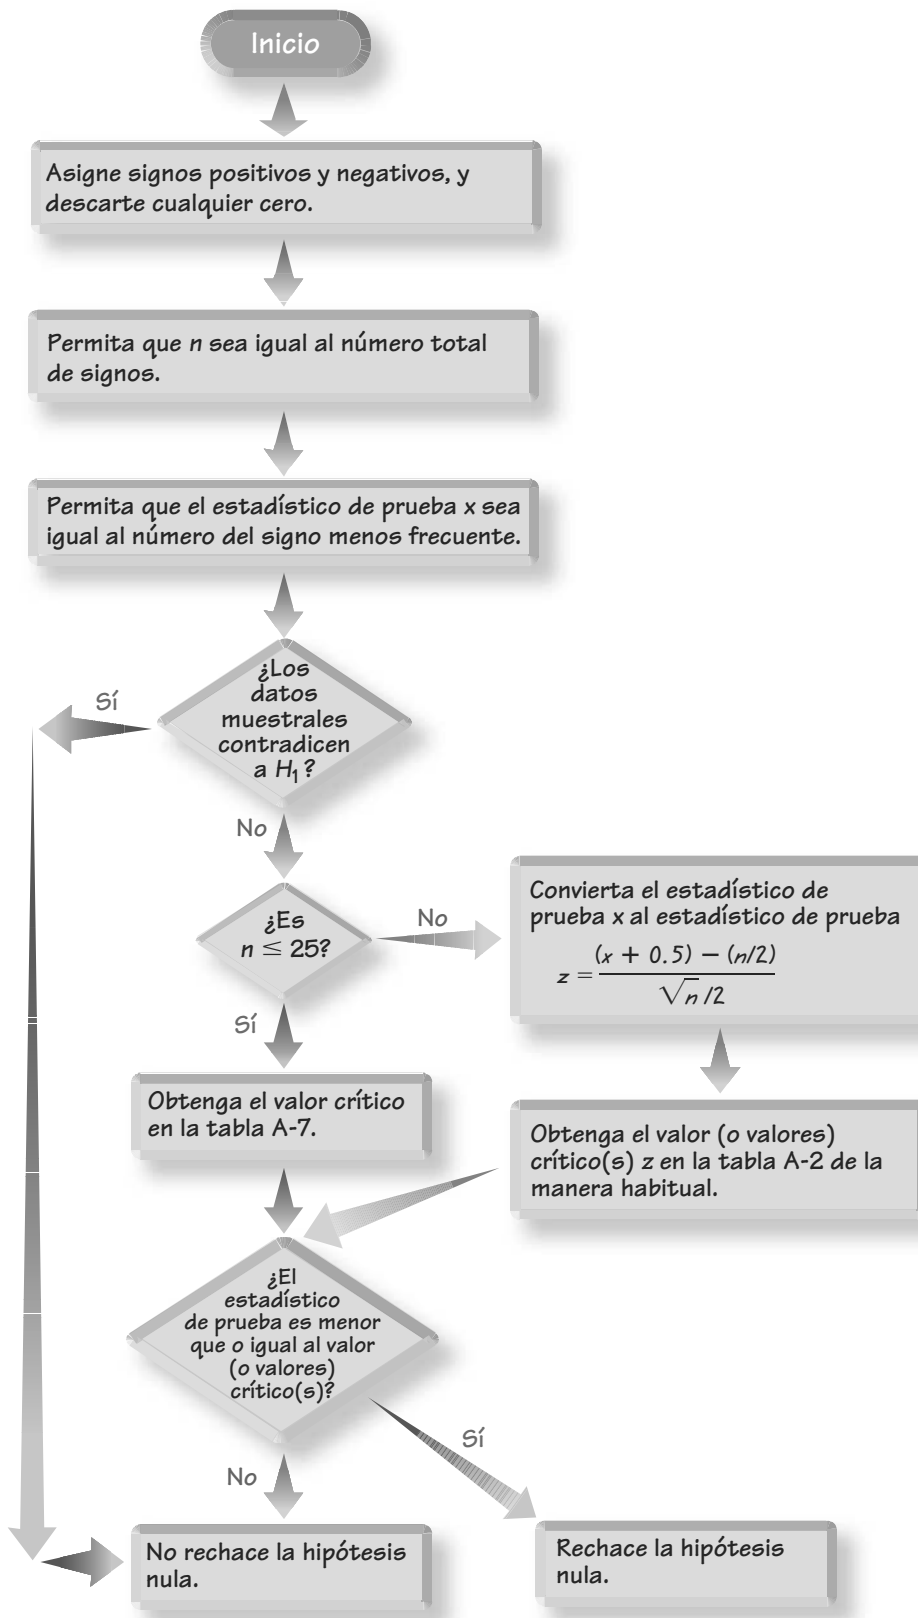 Inicio
Asigne signos positivos y negativos, y
descarte cualquier cero.
Permita que n sea igual al número total
de signos.
Permita que el estadístico de prueba x sea
igual al número del signo menos frecuente.
¿Los
datos
muestrales
contradicen
a H₁?
Sí
No
¿Es
n ≤ 25?
No
Convierta el estadístico de
prueba x al estadístico de prueba
z = (x + 0.5) − (n/2) / √n/2
Sí
Obtenga el valor crítico
en la tabla A-7.
Obtenga el valor (o valores)
crítico(s) z en la tabla A-2 de la
manera habitual.
¿El
estadístico
de prueba es menor
que o igual al valor
(o valores)
crítico(s)?
Sí
No
No rechace la hipótesis
nula.
Rechace la hipótesis
nula.